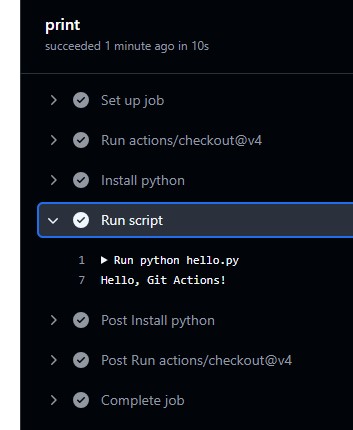 print
succeeded 1 minute ago in 10s
Set up job
Run actions/checkout@v4
Install python
Run script
1 ▶ Run python hello.py
7 Hello, Git Actions!
Post Install python
Post Run actions/checkout@v4
Complete job